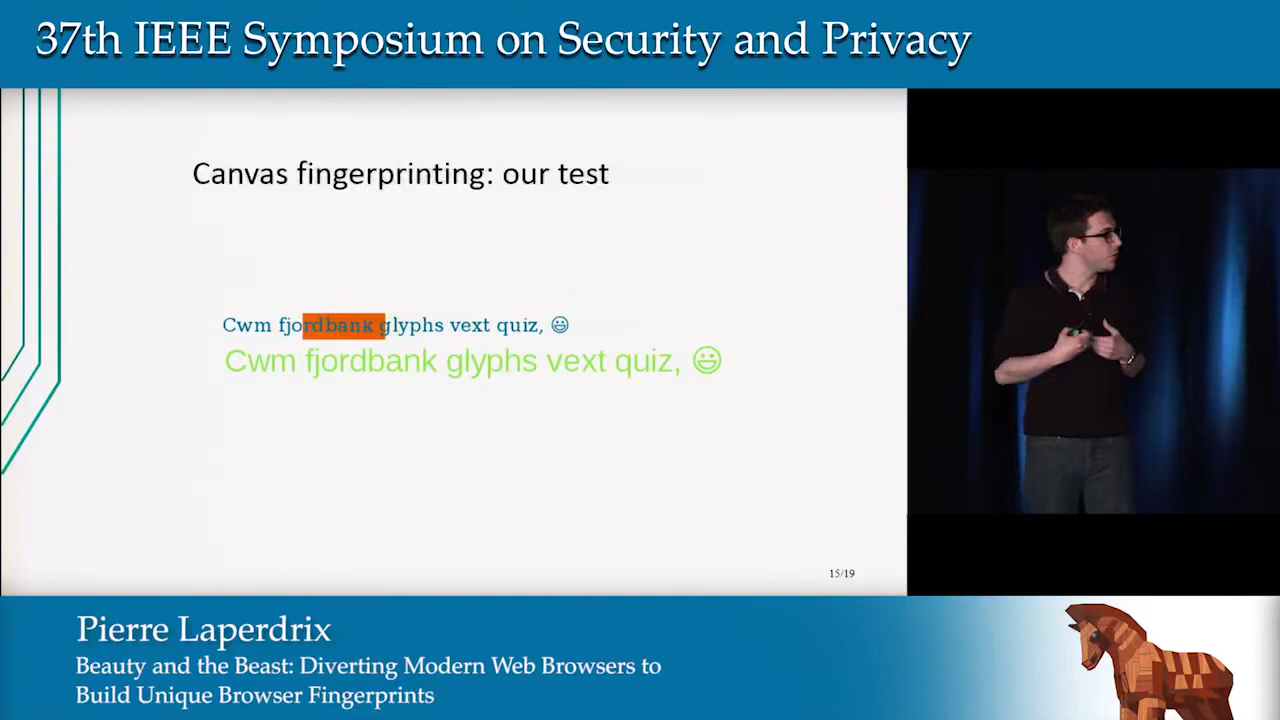 37th IEEE Symposium on Security and Privacy
Canvas fingerprinting: our test
Cwm fjordbank glyphs vext quiz, 😃
Cwm fjordbank glyphs vext quiz, 😃
15/19
Pierre Laperdrix
Beauty and the Beast: Diverting Modern Web Browsers to
Build Unique Browser Fingerprints